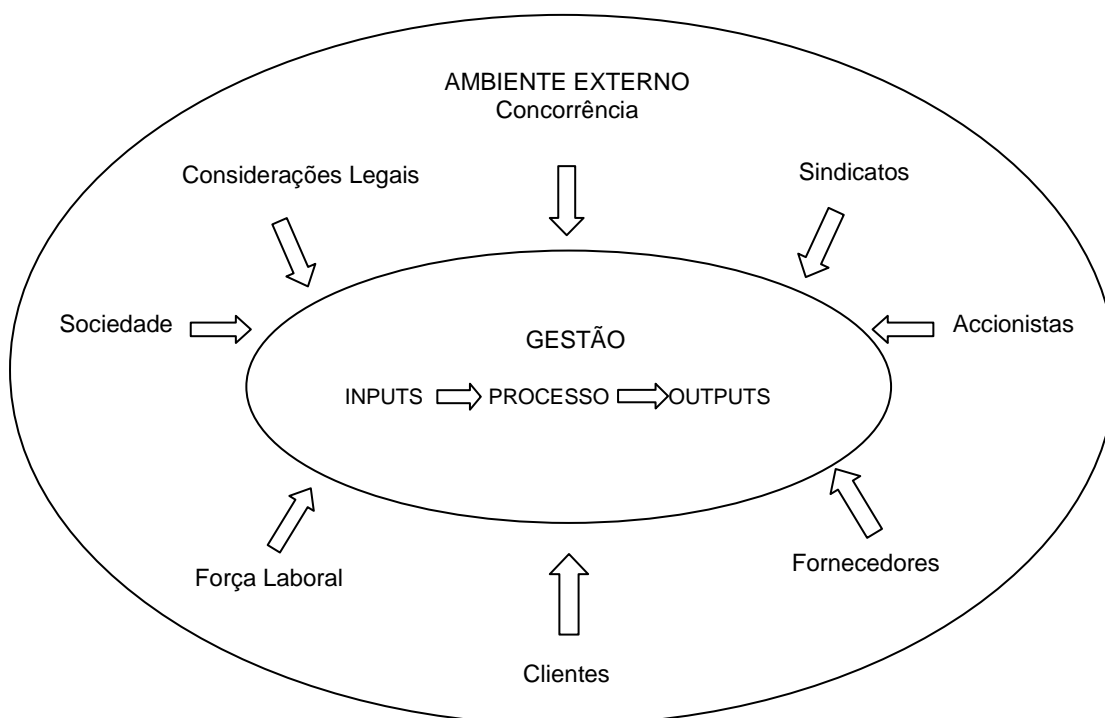 AMBIENTE EXTERNO
Concorrência
Considerações Legais
Sindicatos
Sociedade
Accionistas
GESTÃO
INPUTS PROCESSO OUTPUTS
Força Laboral
Fornecedores
Clientes